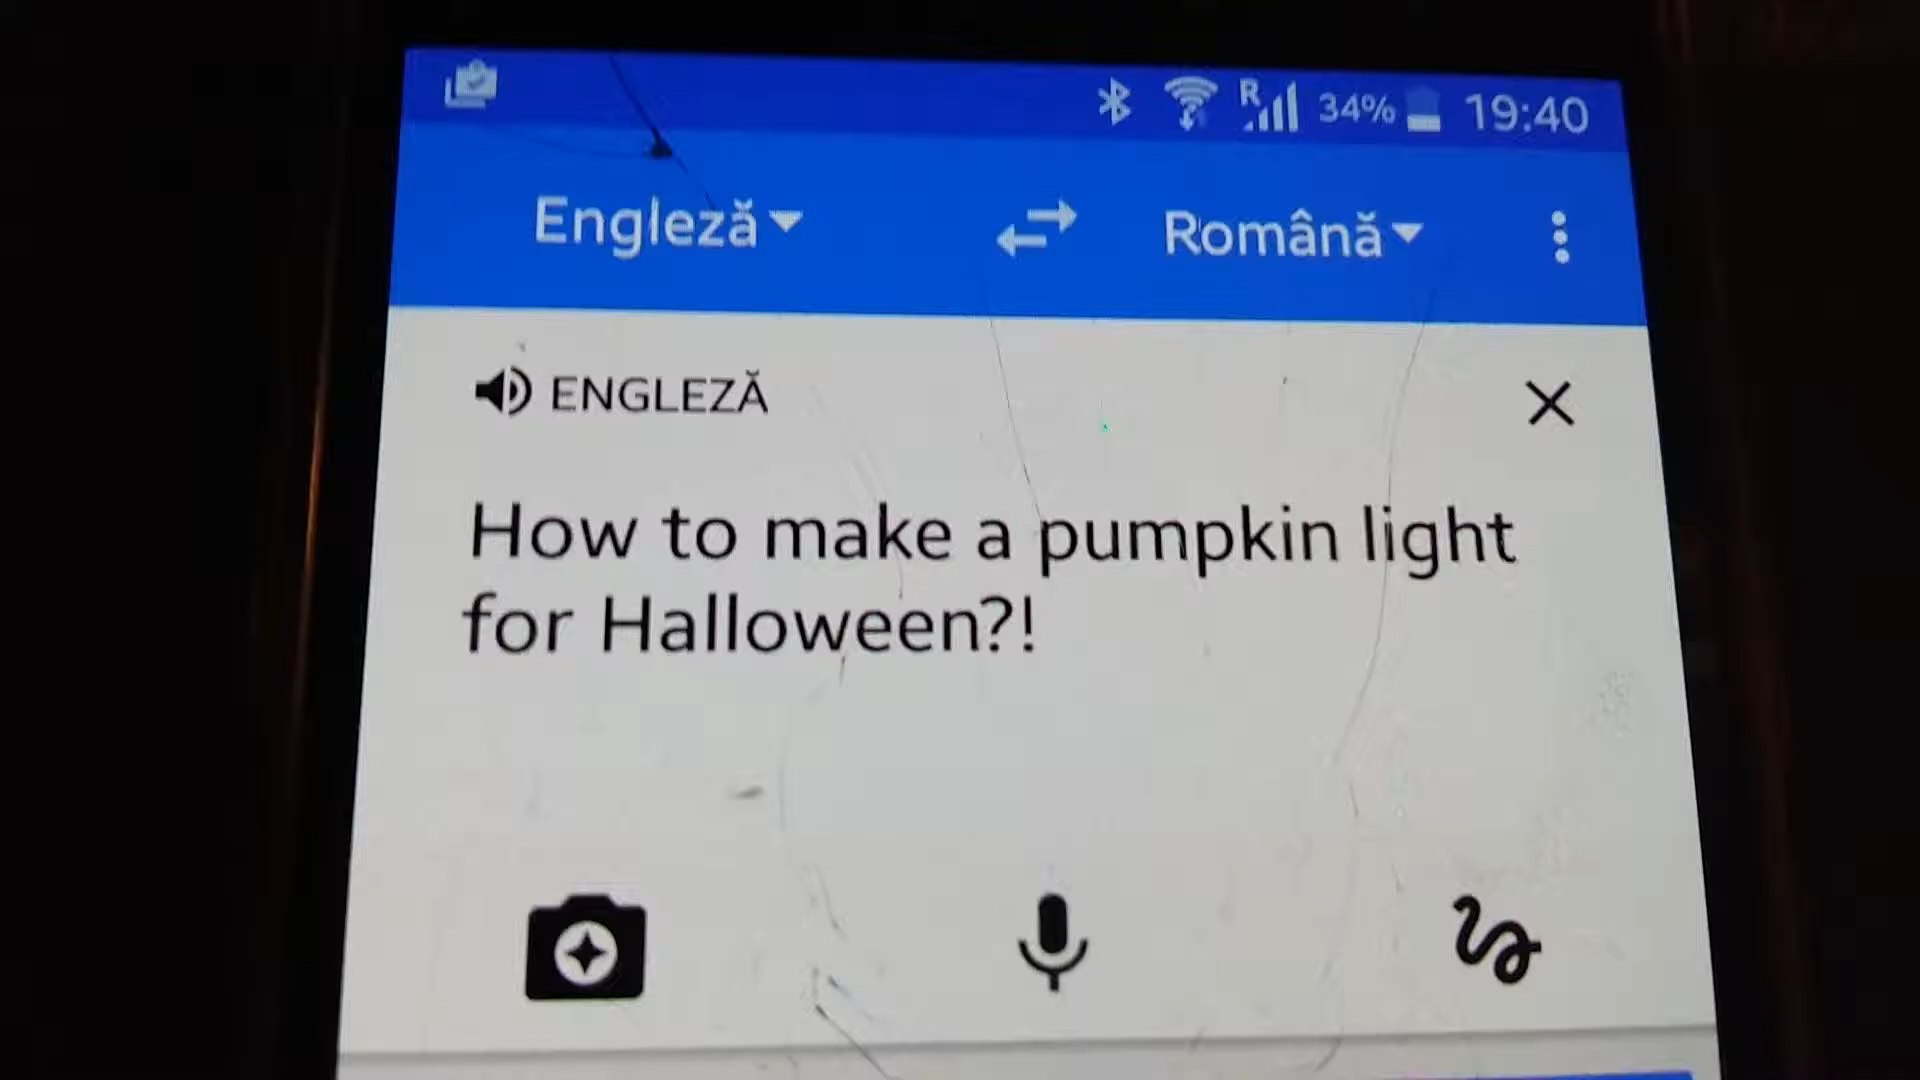 R 34% 19:40
Engleză Română
ENGLEZĂ
How to make a pumpkin light
for Halloween?!